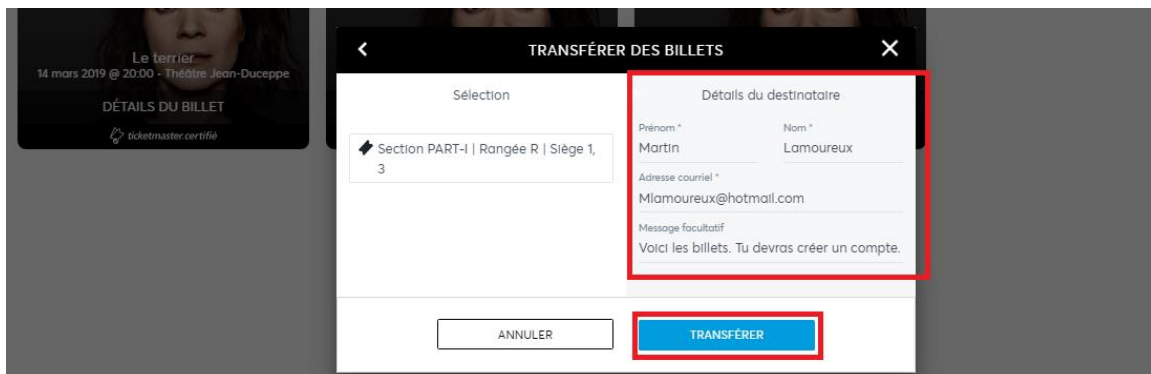 Le terrier
14 mars 2019 @ 20:00 - Théâtre Jean-Duceppe
DÉTAILS DU BILLET
ticketmaster.certifié
TRANSFÉRER DES BILLETS
Sélection
Section PART-I | Rangée R | Siège 1,
3
Détails du destinataire
Prénom *
Nom *
Martin
Lamoureux
Adresse courriel *
Mlamoureux@hotmail.com
Message facultatif
Voici les billets. Tu devras créer un compte.
ANNULER
TRANSFÉRER